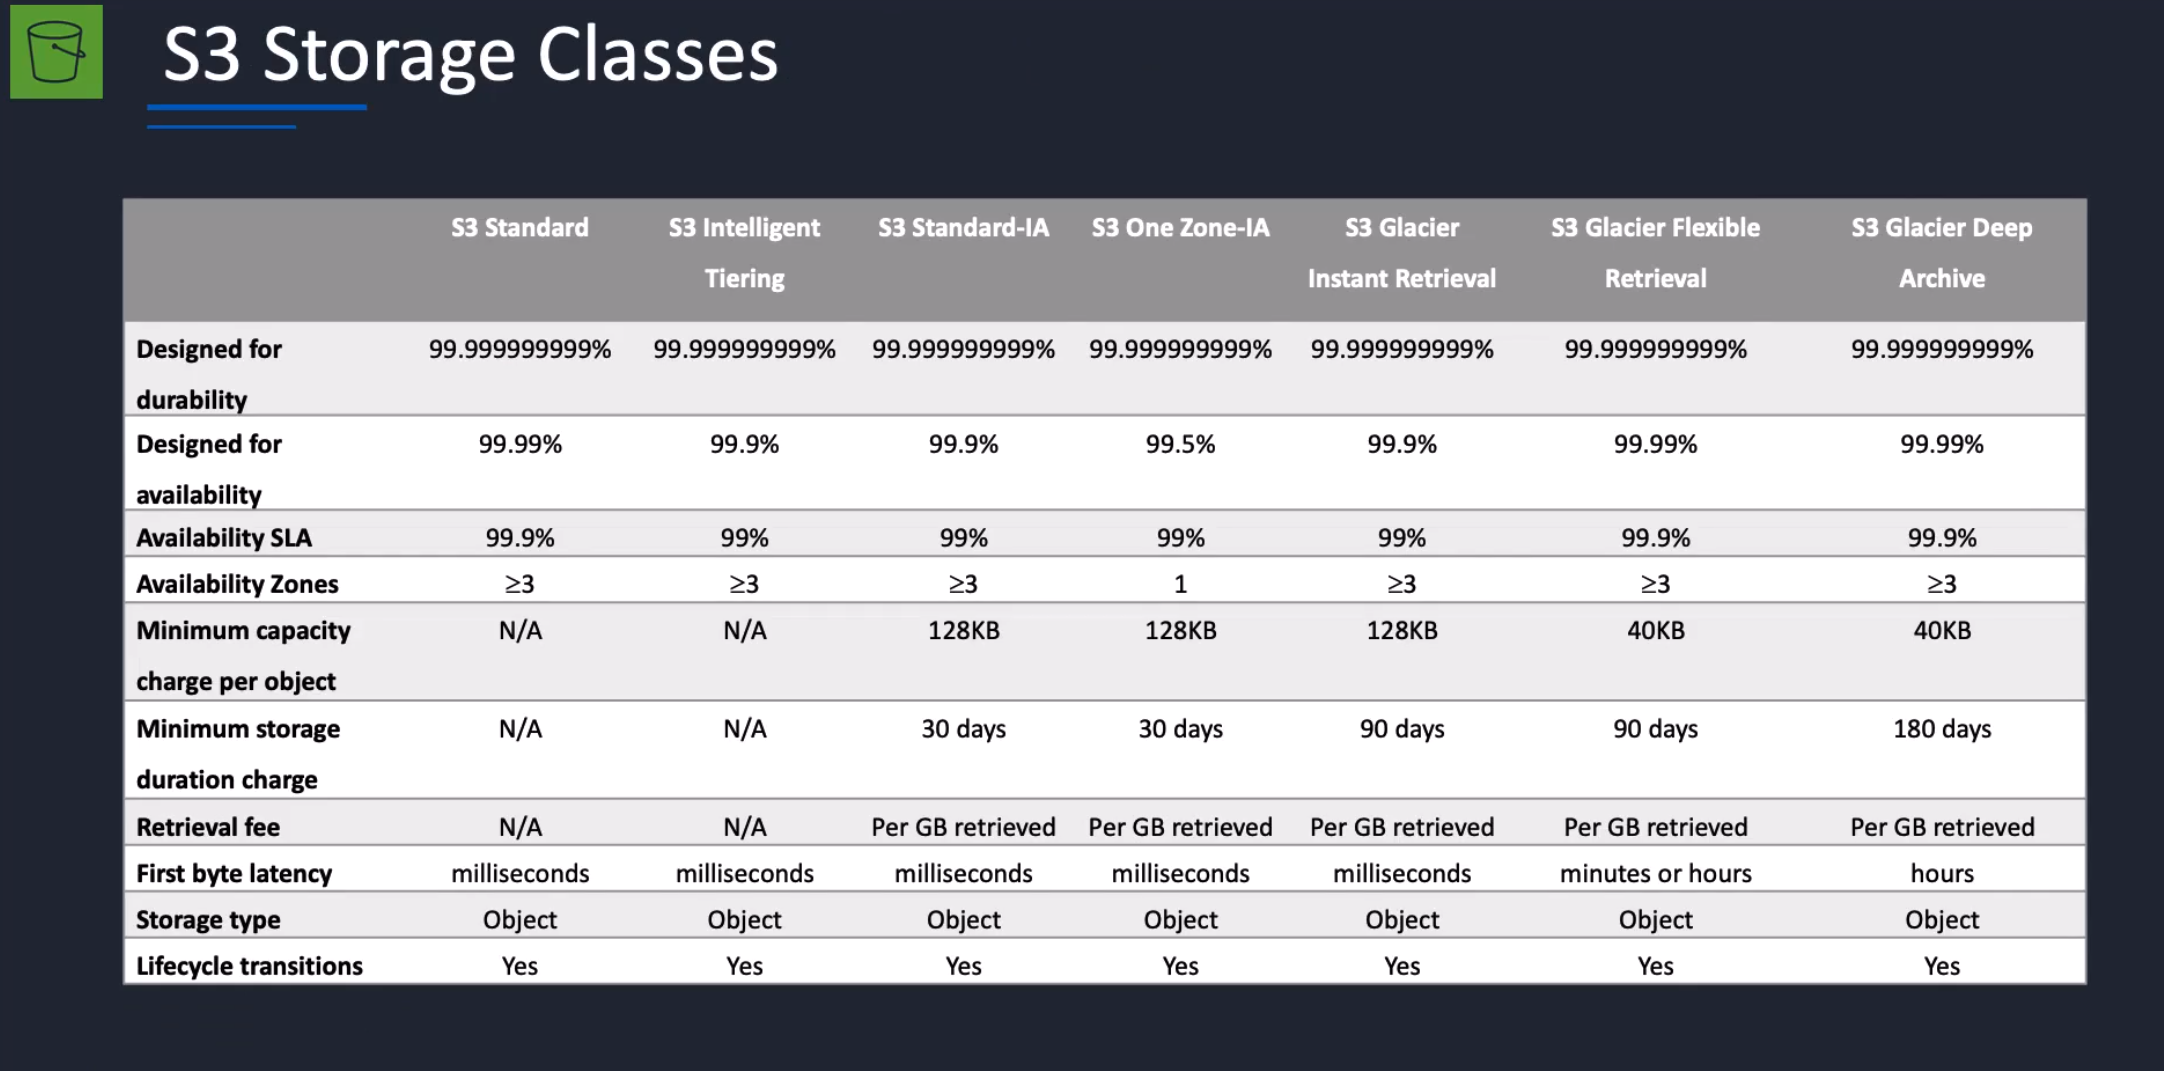 S3 Storage Classes
S3 Standard S3 Intelligent Tiering S3 Standard-IA S3 One Zone-IA S3 Glacier Instant Retrieval S3 Glacier Flexible Retrieval S3 Glacier Deep Archive
Designed for durability 99.999999999% 99.999999999% 99.999999999% 99.999999999% 99.999999999% 99.999999999% 99.999999999%
Designed for availability 99.99% 99.9% 99.9% 99.5% 99.9% 99.99% 99.99%
Availability SLA 99.9% 99% 99% 99% 99% 99.9% 99.9%
Availability Zones ≥3 ≥3 ≥3 1 ≥3 ≥3 ≥3
Minimum capacity charge per object N/A N/A 128KB 128KB 128KB 40KB 40KB
Minimum storage duration charge N/A N/A 30 days 30 days 90 days 90 days 180 days
Retrieval fee N/A N/A Per GB retrieved Per GB retrieved Per GB retrieved Per GB retrieved Per GB retrieved
First byte latency milliseconds milliseconds milliseconds milliseconds milliseconds minutes or hours hours
Storage type Object Object Object Object Object Object Object
Lifecycle transitions Yes Yes Yes Yes Yes Yes Yes